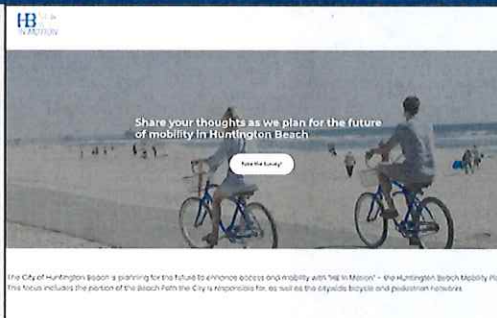 HB
IN MOTION
Share your thoughts as we plan for the future
of mobility in Huntington Beach
Take the Survey!
The City of Huntington Beach is planning for the future to enhance access and mobility with "HB In Motion" – the Huntington Beach Mobility Pl
This focus includes the portion of the Beach Path the City is responsible for, as well as the citywide bicycle and pedestrian networks